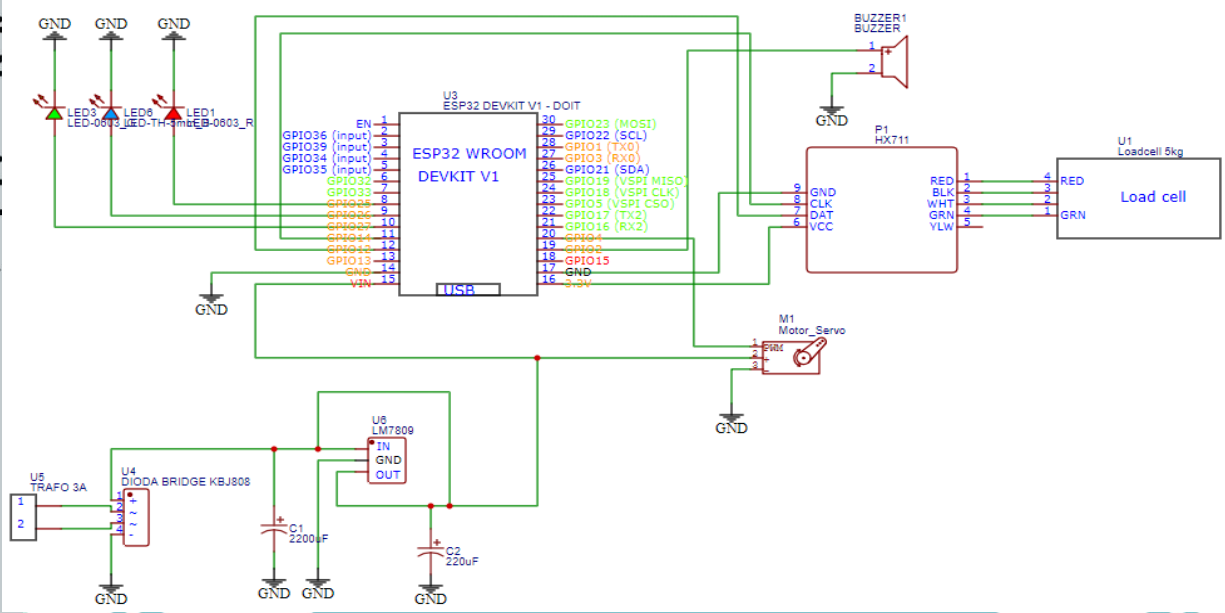 GND GND GND
LED3
LED-0603_G
LED6
LED-TH-5mm_B
LED1
LED-0603_R
U3
ESP32 DEVKIT V1 - DOIT
ESP32 WROOM
DEVKIT V1
USB
EN 1
GPIO36 (input) 2
GPIO39 (input) 3
GPIO34 (input) 4
GPIO35 (input) 5
GPIO32 6
GPIO33 7
GPIO25 8
GPIO26 9
GPIO27 10
GPIO14 11
GPIO12 12
GPIO13 13
GND 14
VIN 15
30 GPIO23 (MOSI)
29 GPIO22 (SCL)
28 GPIO1 (TX0)
27 GPIO3 (RX0)
26 GPIO21 (SDA)
25 GPIO19 (VSPI MISO)
24 GPIO18 (VSPI CLK)
23 GPIO5 (VSPI CSO)
22 GPIO17 (TX2)
21 GPIO16 (RX2)
20 GPIO4
19 GPIO2
18 GPIO15
17 GND
16 3.3V
GND
BUZZER1
BUZZER
1 +
2
GND
P1
HX711
9 GND
8 CLK
7 DAT
6 VCC
RED 1
BLK 2
WHT 3
GRN 4
YLW 5
U1
Loadcell 5kg
4 RED
3
2
1 GRN
Load cell
M1
Motor_Servo
1 PWM
2 +
3 -
GND
U6
LM7809
IN
GND
OUT
U5
TRAFO 3A
1
2
U4
DIODA BRIDGE KBJ808
1 +
2 ~
3 ~
4 -
GND
+
C1
2200uF
GND GND
+
C2
220uF
GND